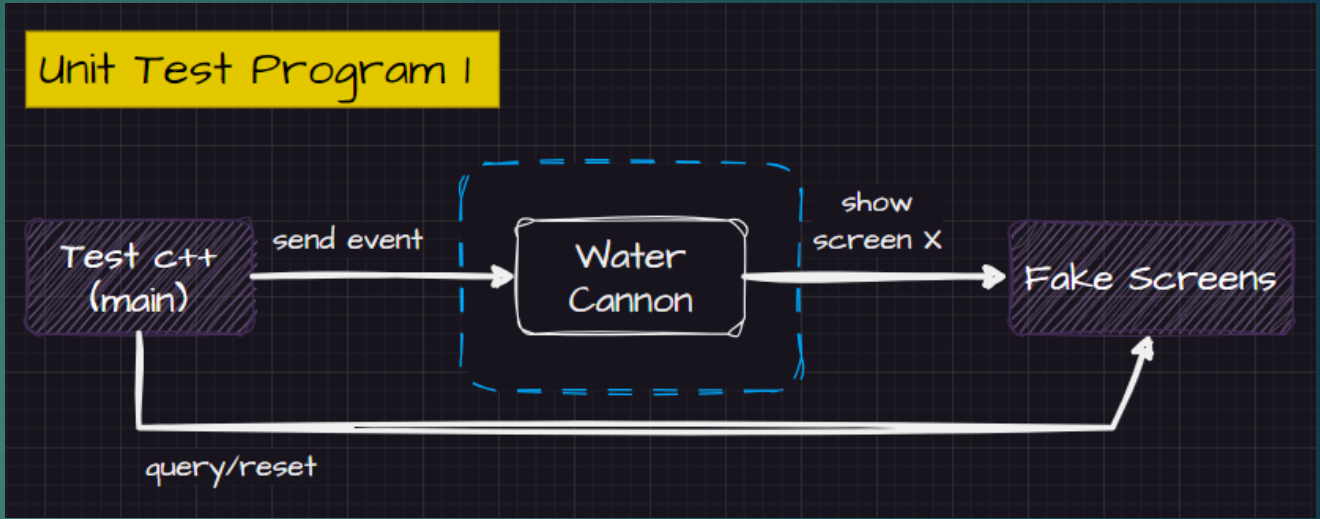 Unit Test Program 1
show
send event
screen X
Test c++
(main)
Water
Cannon
Fake Screens
query/reset